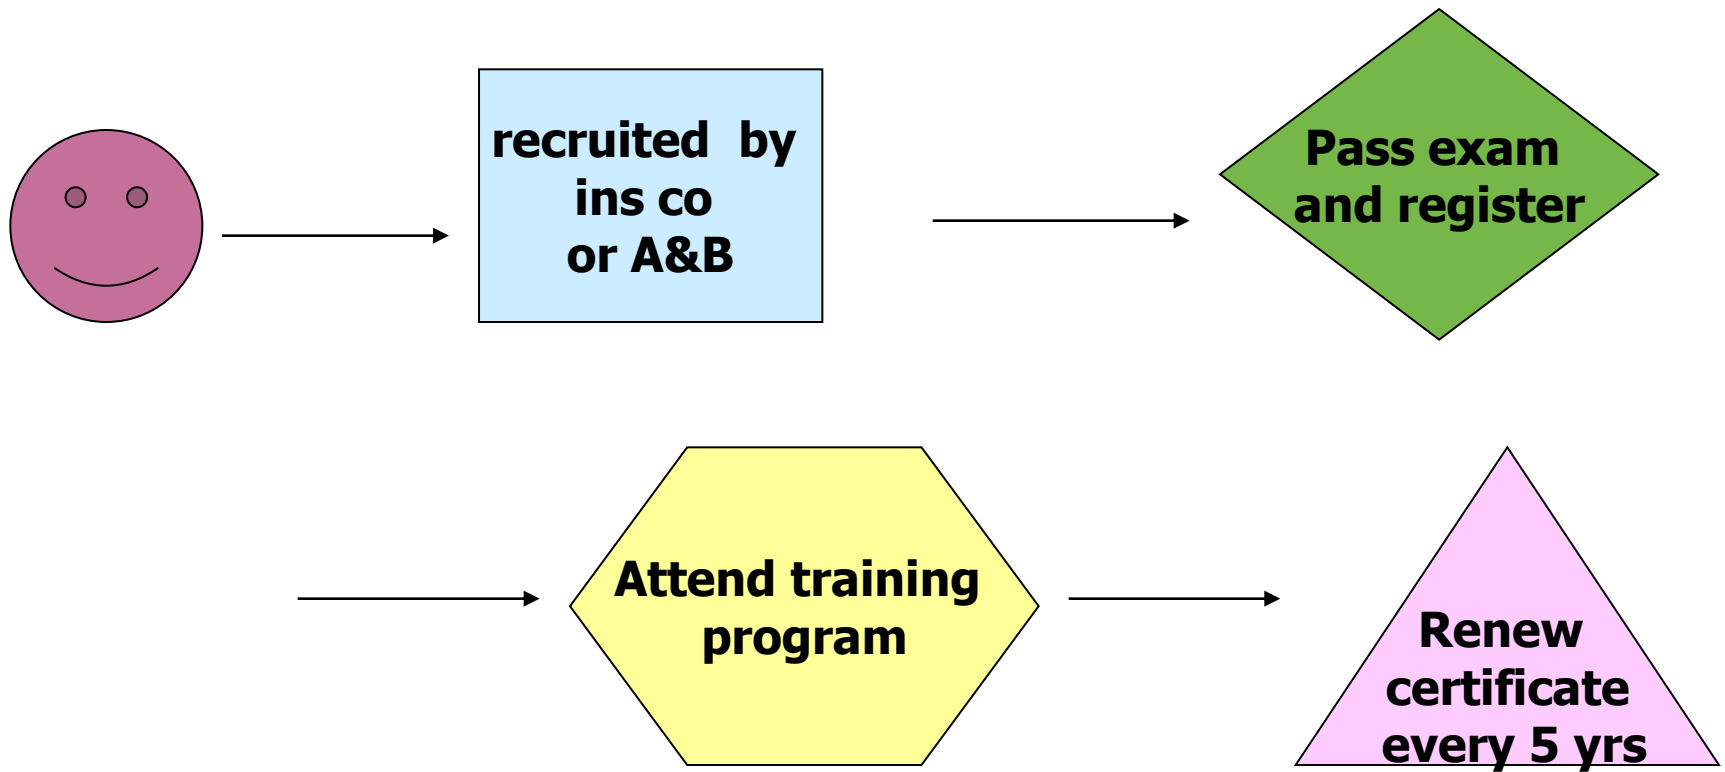 recruited by
ins co
or A&B
Pass exam
and register
Attend training
program
Renew
certificate
every 5 yrs